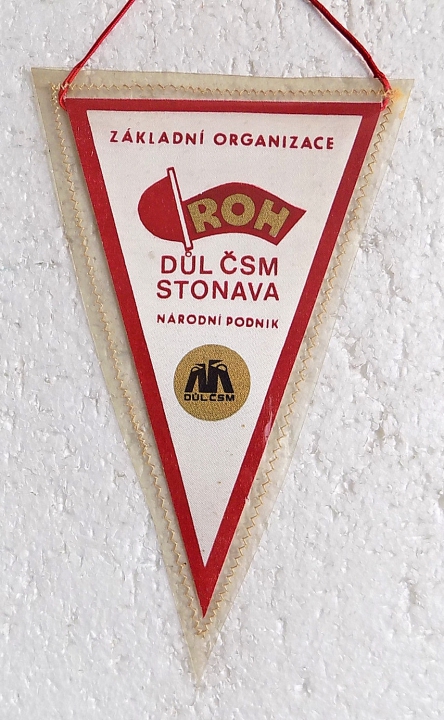 ZÁKLADNÍ ORGANIZACE
ROH
DŮL ČSM
STONAVA
NÁRODNÍ PODNIK
DŮL ČSM